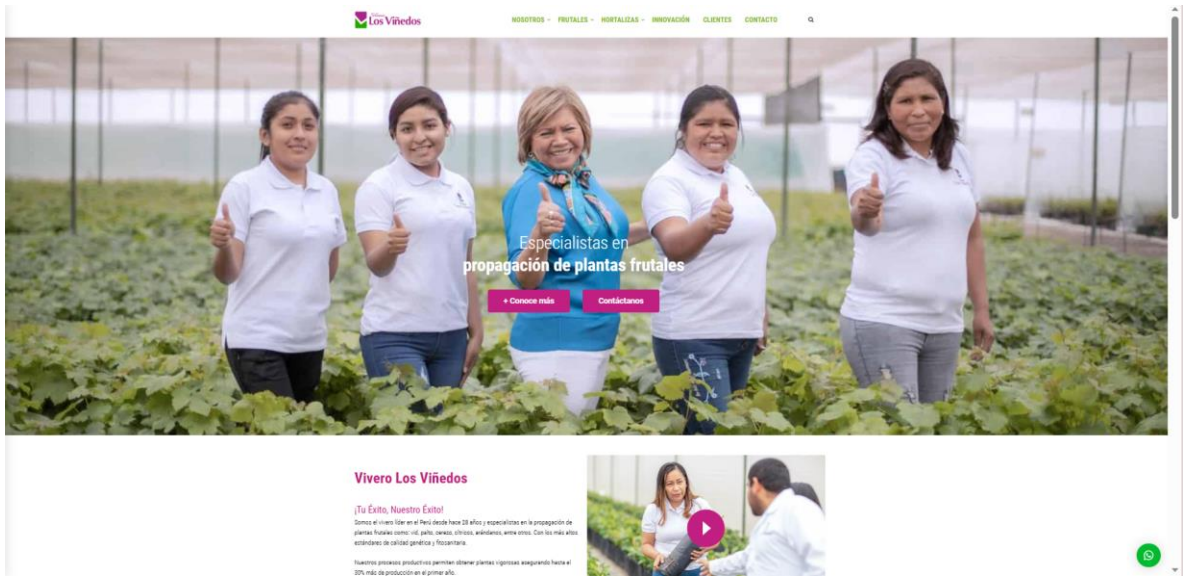 Los Viñedos
NOSOTROS FRUTALES HORTALIZAS INNOVACIÓN CLIENTES CONTACTO
Especialistas en
propagación de plantas frutales
+ Conoce más Contáctanos
Vivero Los Viñedos
¡Tu Éxito, Nuestro Éxito!
Somos el vivero líder en el Perú desde hace 28 años y especialistas en la propagación de
plantas frutales como: vid, palto, cerezo, cítricos, arándanos, entre otros. Con los más altos
estándares de calidad genética y fitosanitaria.
Nuestros procesos productivos permiten obtener plantas vigorosas asegurando hasta el
30% más de producción en el primer año.